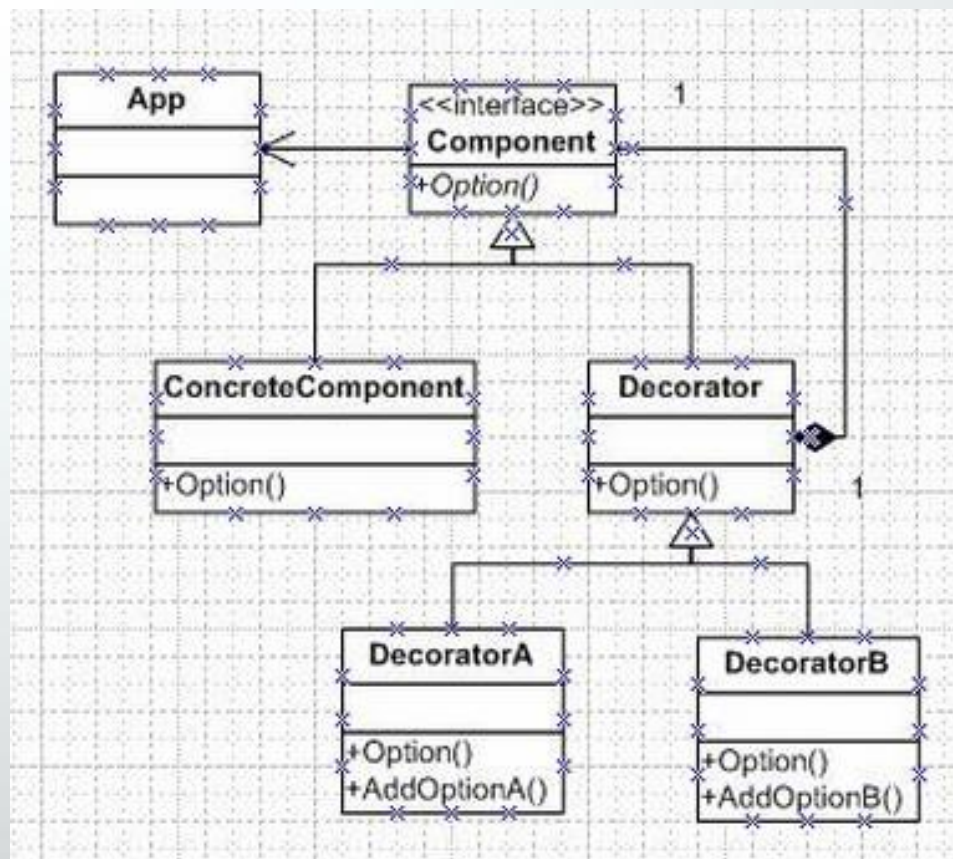 App
<<interface>>
Component
+Option()
1
ConcreteComponent
+Option()
Decorator
+Option()
1
DecoratorA
+Option()
+AddOptionA()
DecoratorB
+Option()
+AddOptionB()